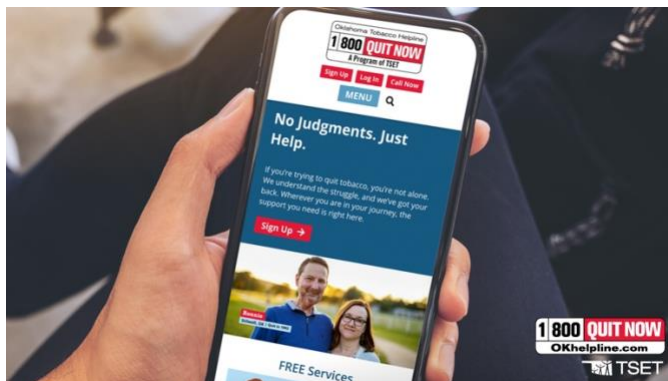 Oklahoma Tobacco Helpline
1 800 QUIT NOW
A Program of TSET
Sign Up Log In Call Now
MENU
No Judgments. Just
Help.
If you're trying to quit tobacco, you're not alone.
We understand the struggle, and we've got your
back. Wherever you are in your journey, the
support you need is right here.
Sign Up →
Bonnie
FREE Services
1 800 QUIT NOW
OKhelpline.com
TSET